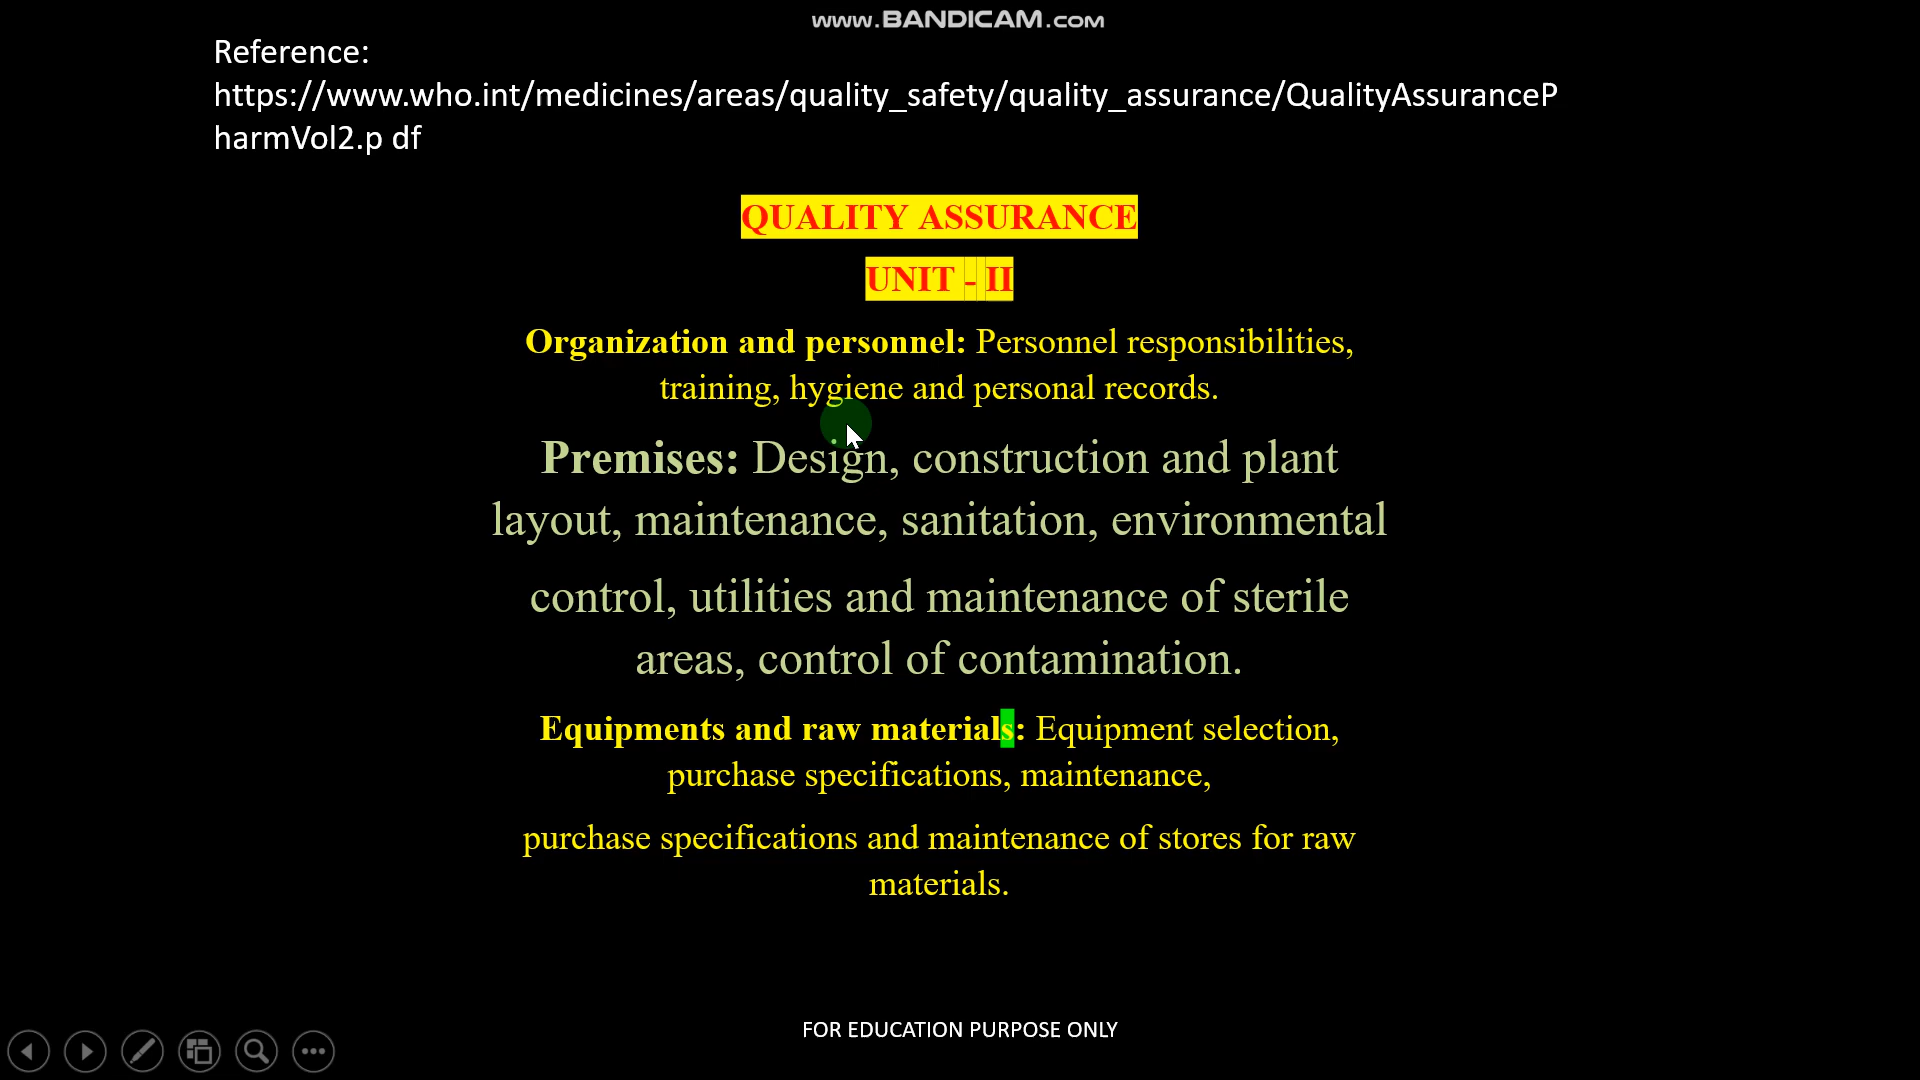 www.BANDICAM.com
Reference:
https://www.who.int/medicines/areas/quality_safety/quality_assurance/QualityAssuranceP
harmVol2.p df
QUALITY ASSURANCE
UNIT - II
Organization and personnel: Personnel responsibilities,
training, hygiene and personal records.
Premises: Design, construction and plant
layout, maintenance, sanitation, environmental
control, utilities and maintenance of sterile
areas, control of contamination.
Equipments and raw materials: Equipment selection,
purchase specifications, maintenance,
purchase specifications and maintenance of stores for raw
materials.
FOR EDUCATION PURPOSE ONLY